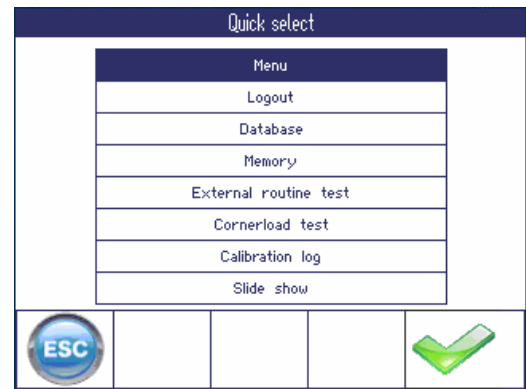 Quick select
Menu
Logout
Database
Memory
External routine test
Cornerload test
Calibration log
Slide show
ESC